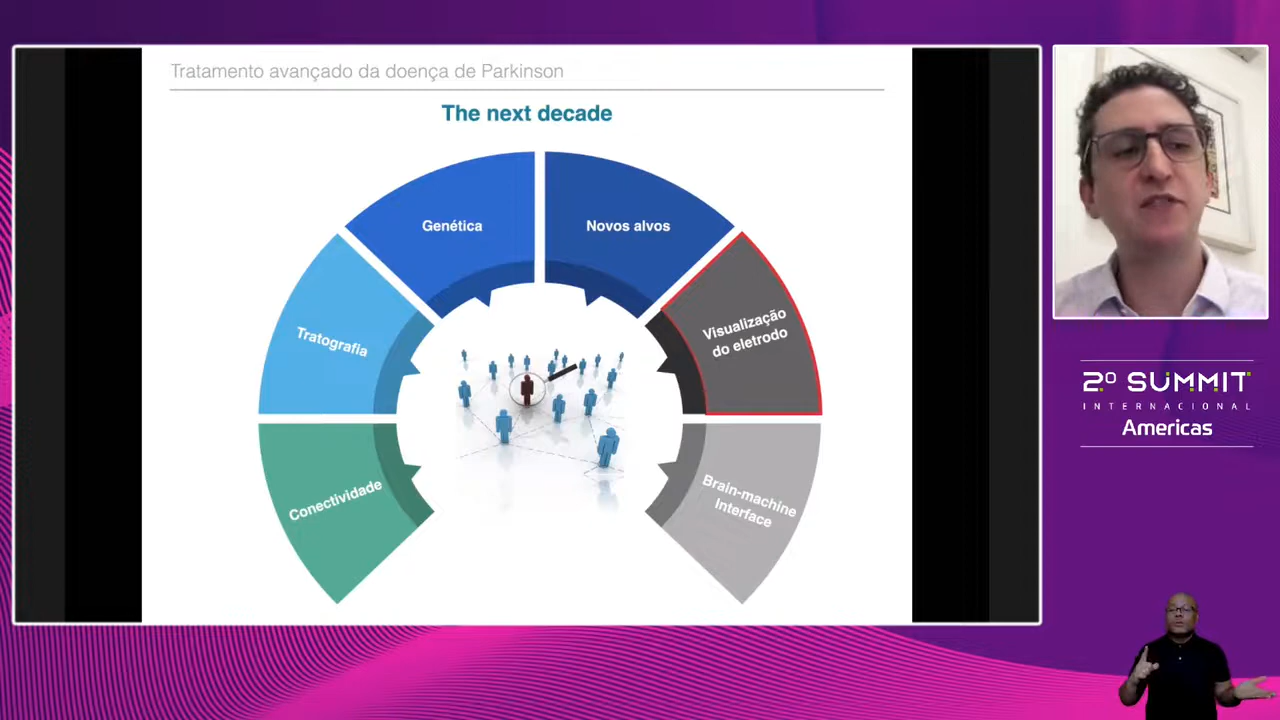 Tratamento avançado da doença de Parkinson
The next decade
Genética
Novos alvos
Tratografia
Visualização
do eletrodo
Conectividade
Brain-machine
Interface
2º SUMMIT
INTERNACIONAL
Americas